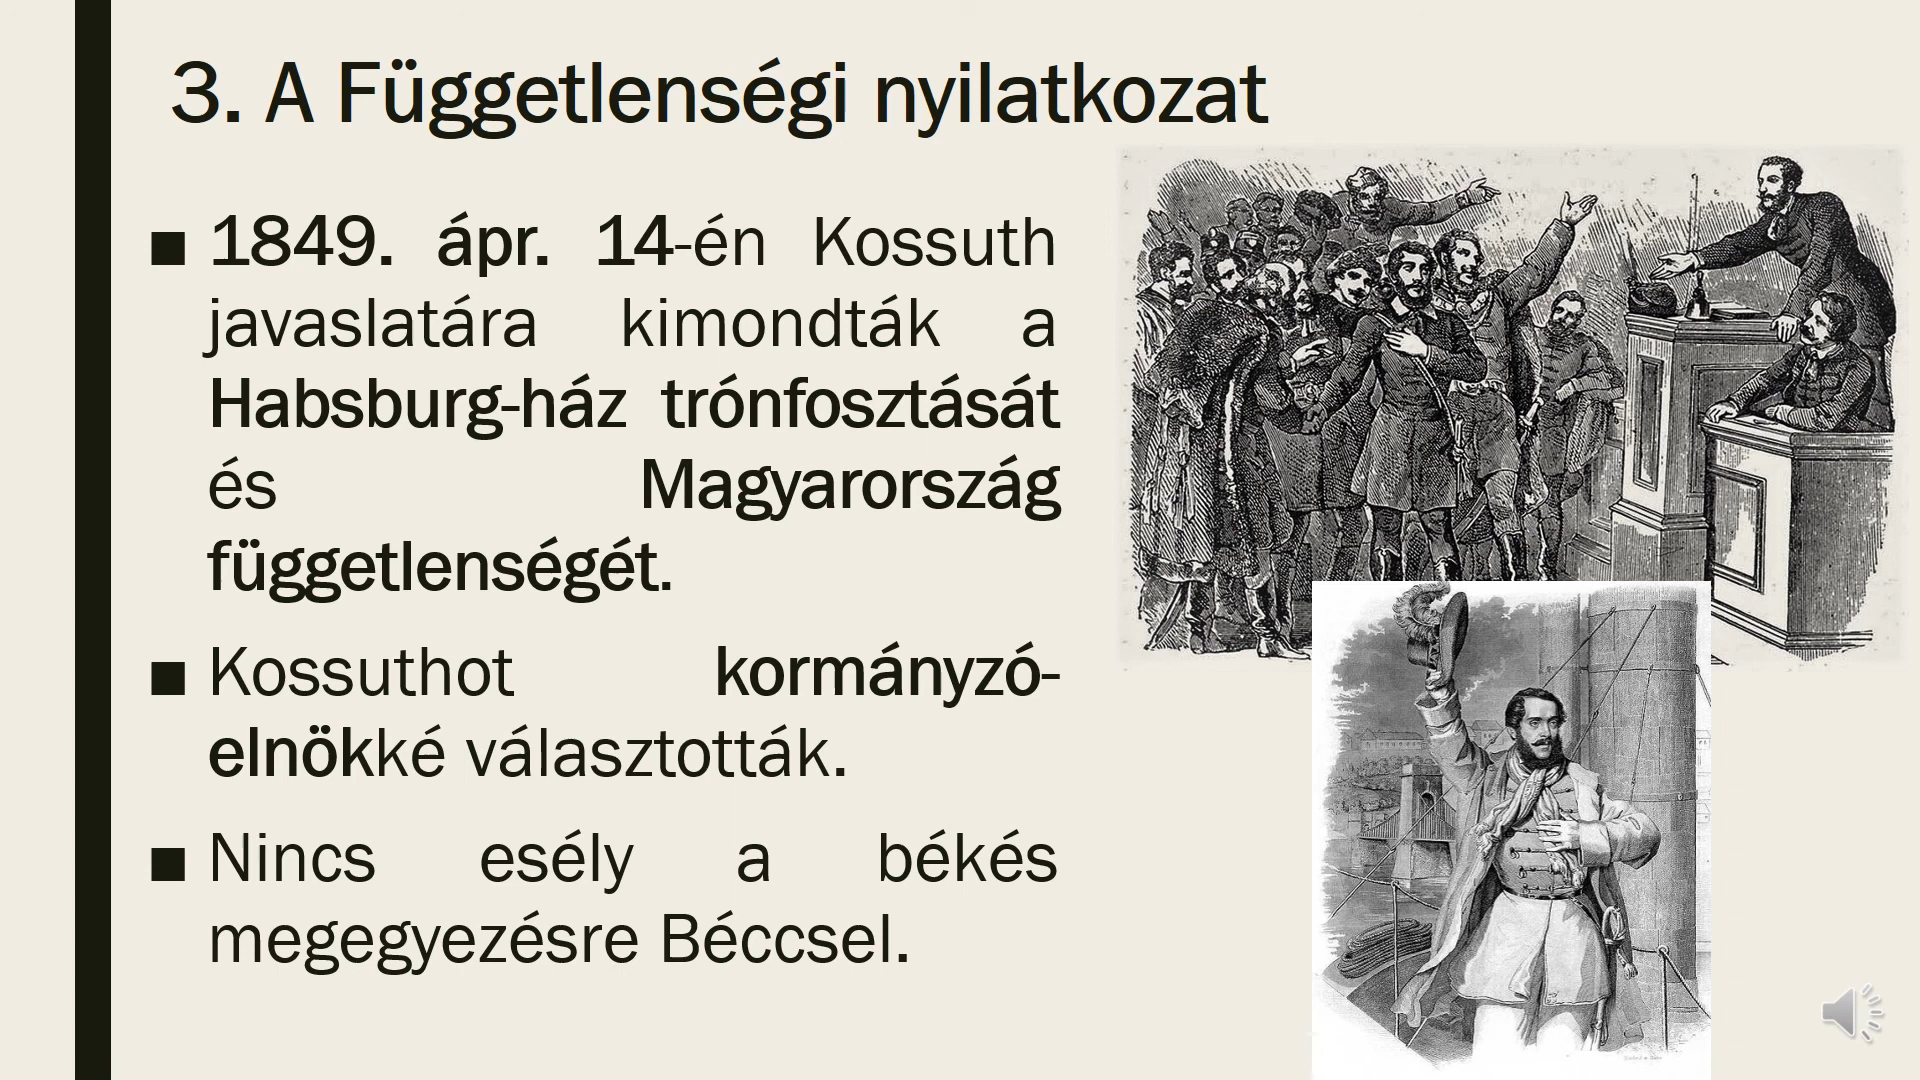 3. A Függetlenségi nyilatkozat
■ 1849. ápr. 14-én Kossuth
javaslatára kimondták a
Habsburg-ház trónfosztását
és Magyarország
függetlenségét.
■ Kossuthot kormányzó-
elnökké választották.
■ Nincs esély a békés
megegyezésre Béccsel.